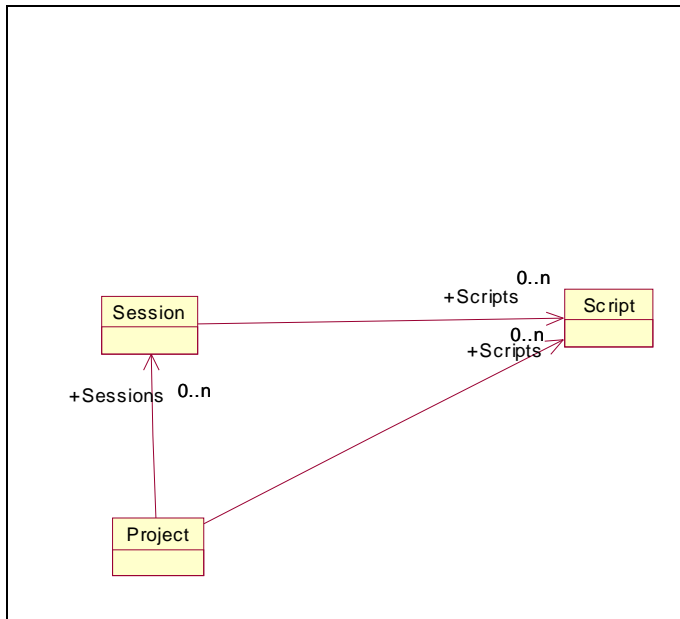 0..n
+Scripts
Session
Script
0..n
+Scripts
+Sessions
0..n
Project